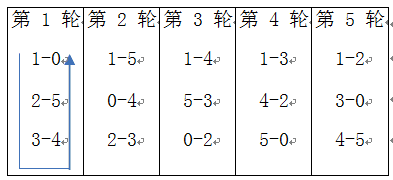 第 1 轮 第 2 轮 第 3 轮 第 4 轮 第 5 轮
1-0 1-5 1-4 1-3 1-2
2-5 0-4 5-3 4-2 3-0
3-4 2-3 0-2 5-0 4-5